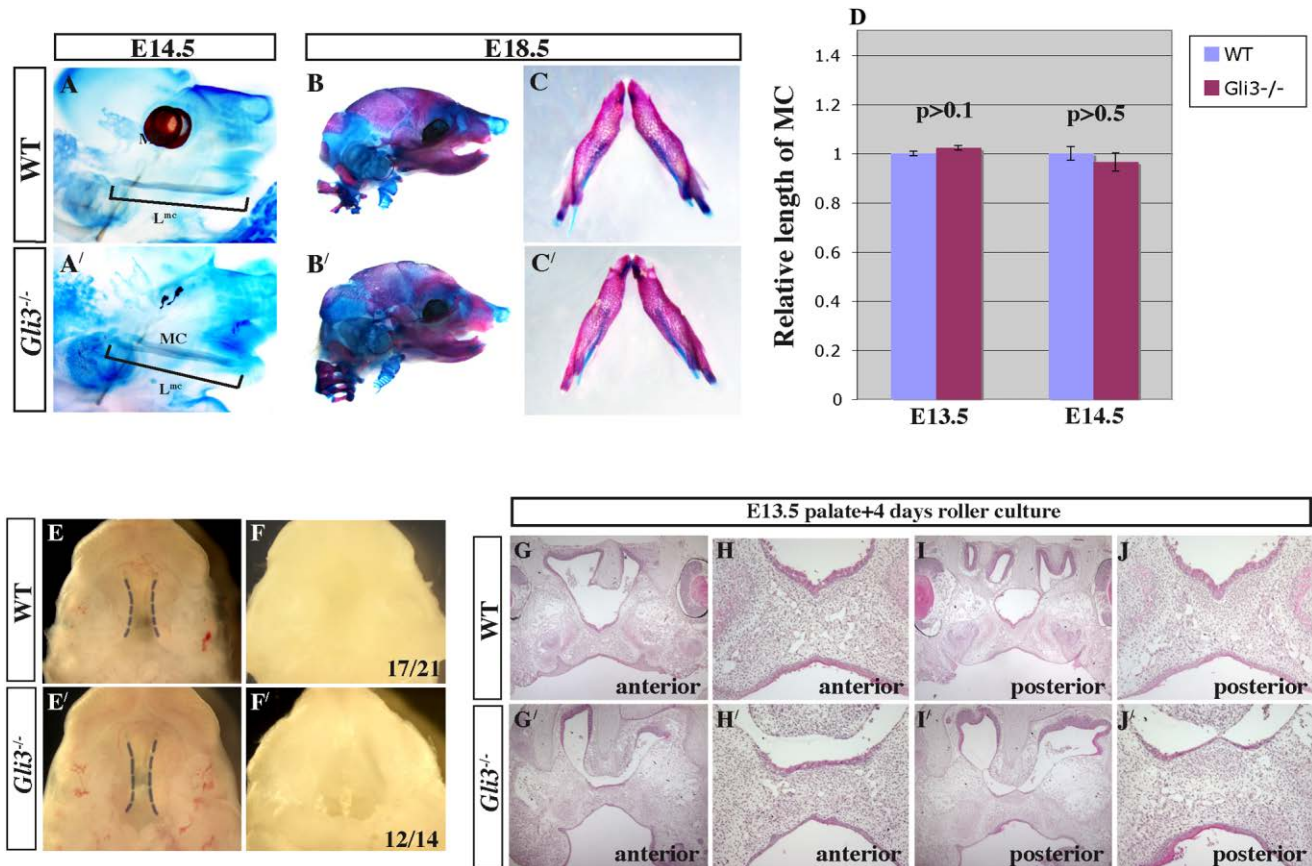 E14.5
E18.5
WT
Gli3-/-
A
M
Lmc
A/
MC
Lmc
B
C
B/
C/
D
1.4
1.2
1
0.8
0.6
0.4
0.2
0
Relative length of MC
p>0.1
p>0.5
E13.5
E14.5
WT
Gli3-/-
WT
Gli3-/-
E
F
17/21
E/
F/
12/14
E13.5 palate+4 days roller culture
WT
Gli3-/-
G
anterior
H
anterior
I
posterior
J
posterior
G/
anterior
H/
anterior
I/
posterior
J/
posterior